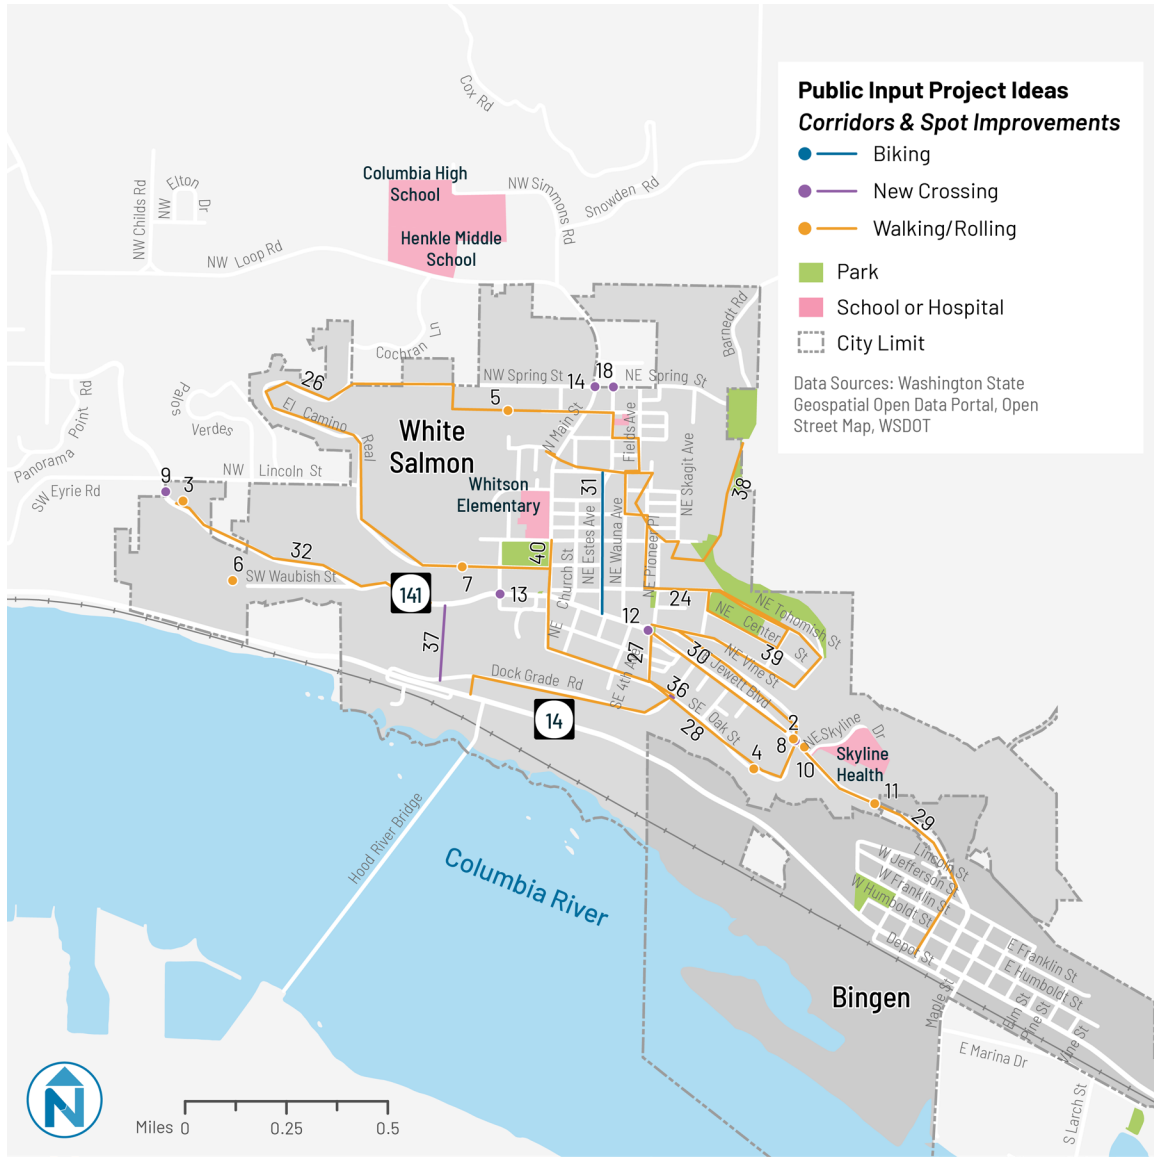 Public Input Project Ideas
Corridors & Spot Improvements
Biking
New Crossing
Walking/Rolling
Park
School or Hospital
City Limit
Data Sources: Washington State
Geospatial Open Data Portal, Open
Street Map, WSDOT
Cox Rd
Columbia High
School
Henkle Middle
School
NW Simmons Rd
Snowden Rd
NW Childs Rd
NW Elton Dr
NW Loop Rd
Barnedt Rd
Cochran Ln
NW Spring St
14
18
NE Spring St
26
5
El Camino Real
N Main St
Fields Ave
White
Salmon
Palos
Verdes
Point Rd
Panorama
SW Eyrie Rd
NW Lincoln St
9
3
Whitson
Elementary
31
NE Skagit Ave
38
NE Estes Ave
NE Wauna Ave
NE Pioneer Pl
40
NE Church St
32
6
SW Waubish St
7
141
13
24
NE Tohomish St
NE Center St
12
37
27
39
30
NE Vine St
Jewett Blvd
Dock Grade Rd
SE 4th Ave
36
SE Oak St
28
14
2
8
NE Skyline Dr
4
10
Skyline
Health
11
29
Hood River Bridge
Columbia River
Lincoln St
W Jefferson St
W Franklin St
W Humboldt St
Depot St
E Franklin St
E Humboldt St
Bingen
Maple St
Elm St
Pine St
Vine St
E Marina Dr
S Larch St
N
Miles 0 0.25 0.5